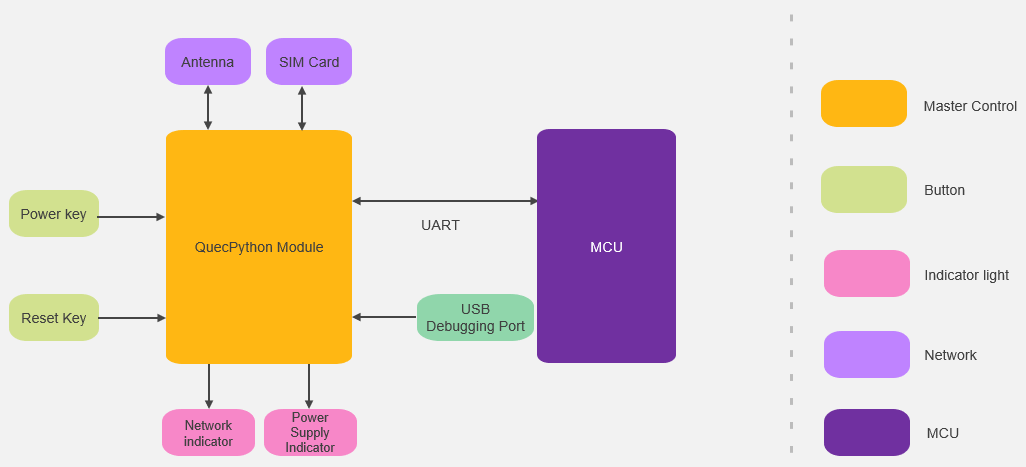 Antenna
SIM Card
Power key
Reset Key
QuecPython Module
UART
USB
Debugging Port
MCU
Network
indicator
Power
Supply
Indicator
Master Control
Button
Indicator light
Network
MCU